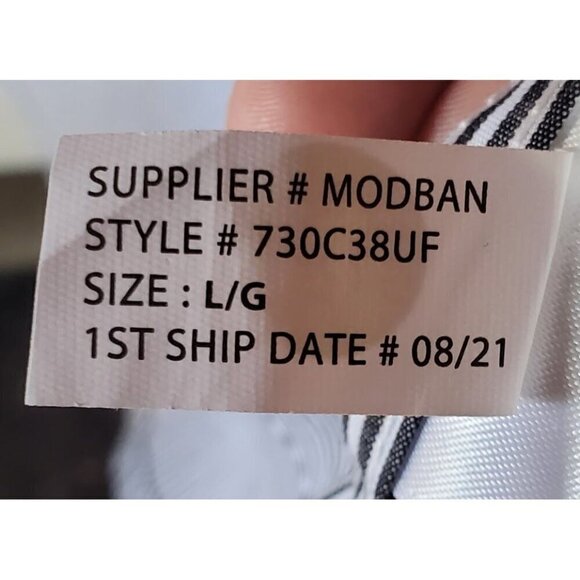 SUPPLIER # MODBAN
STYLE # 730C38UF
SIZE : L/G
1ST SHIP DATE # 08/21